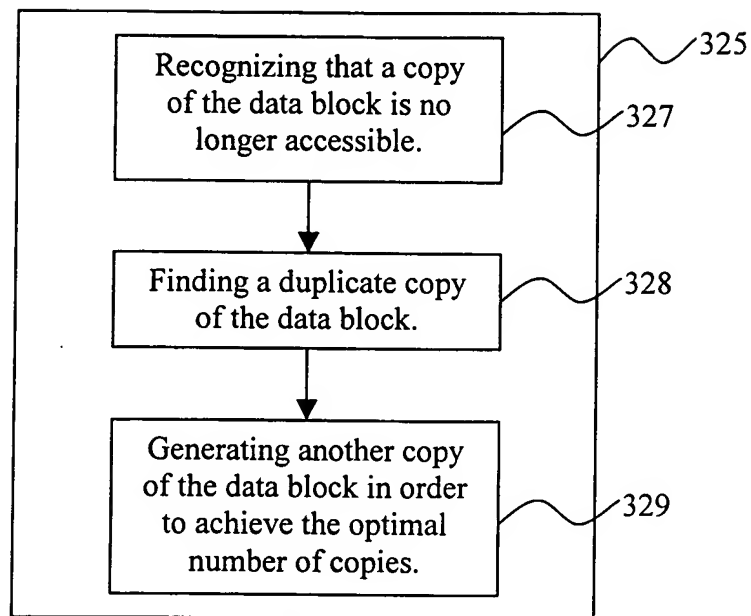 325
Recognizing that a copy
of the data block is no
longer accessible.
327
Finding a duplicate copy
of the data block.
328
Generating another copy
of the data block in order
to achieve the optimal
number of copies.
329